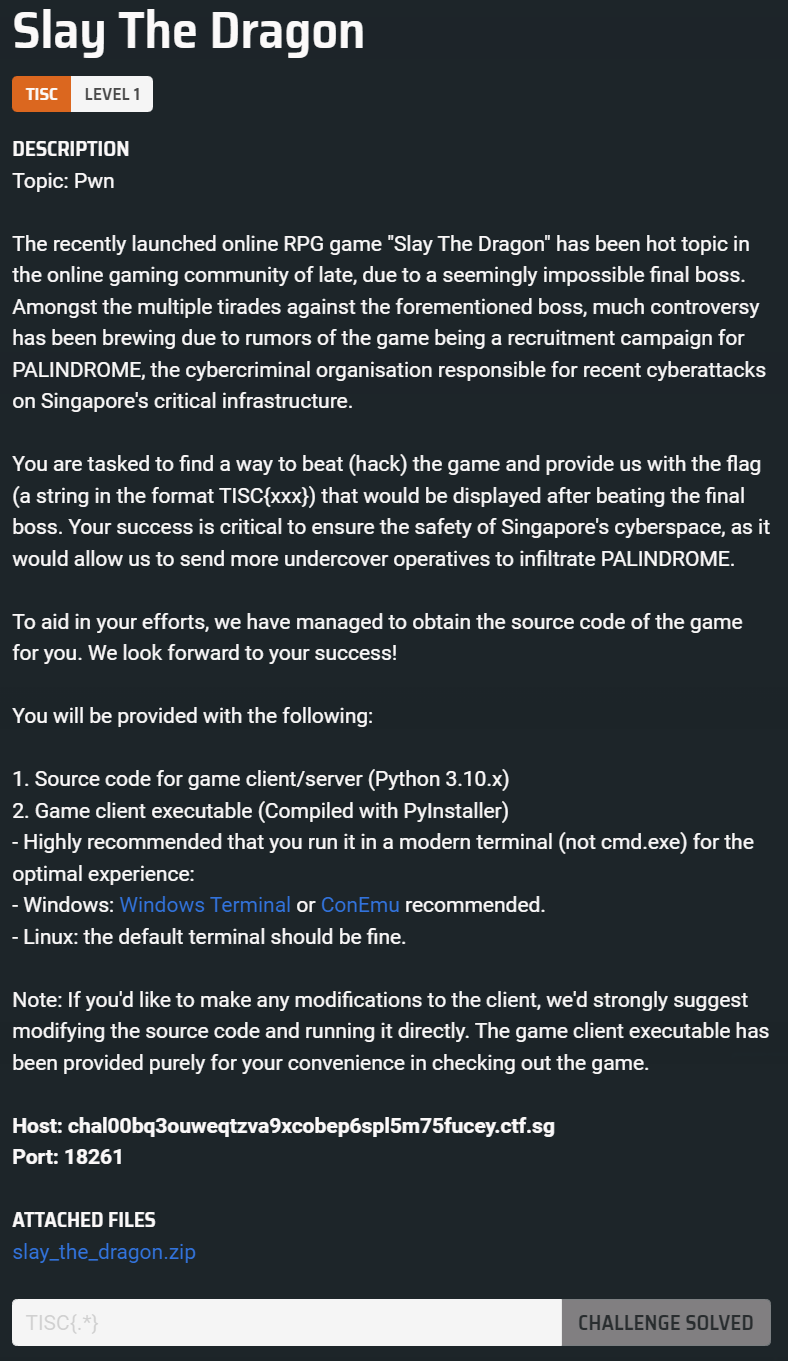 Slay The Dragon
TISC LEVEL 1
DESCRIPTION
Topic: Pwn
The recently launched online RPG game "Slay The Dragon" has been hot topic in
the online gaming community of late, due to a seemingly impossible final boss.
Amongst the multiple tirades against the forementioned boss, much controversy
has been brewing due to rumors of the game being a recruitment campaign for
PALINDROME, the cybercriminal organisation responsible for recent cyberattacks
on Singapore's critical infrastructure.
You are tasked to find a way to beat (hack) the game and provide us with the flag
(a string in the format TISC{xxx}) that would be displayed after beating the final
boss. Your success is critical to ensure the safety of Singapore's cyberspace, as it
would allow us to send more undercover operatives to infiltrate PALINDROME.
To aid in your efforts, we have managed to obtain the source code of the game
for you. We look forward to your success!
You will be provided with the following:
1. Source code for game client/server (Python 3.10.x)
2. Game client executable (Compiled with PyInstaller)
- Highly recommended that you run it in a modern terminal (not cmd.exe) for the
optimal experience:
- Windows: Windows Terminal or ConEmu recommended.
- Linux: the default terminal should be fine.
Note: If you'd like to make any modifications to the client, we'd strongly suggest
modifying the source code and running it directly. The game client executable has
been provided purely for your convenience in checking out the game.
Host: chal00bq3ouweqtzva9xcobep6spl5m75fucey.ctf.sg
Port: 18261
ATTACHED FILES
slay_the_dragon.zip
TISC{.*} CHALLENGE SOLVED